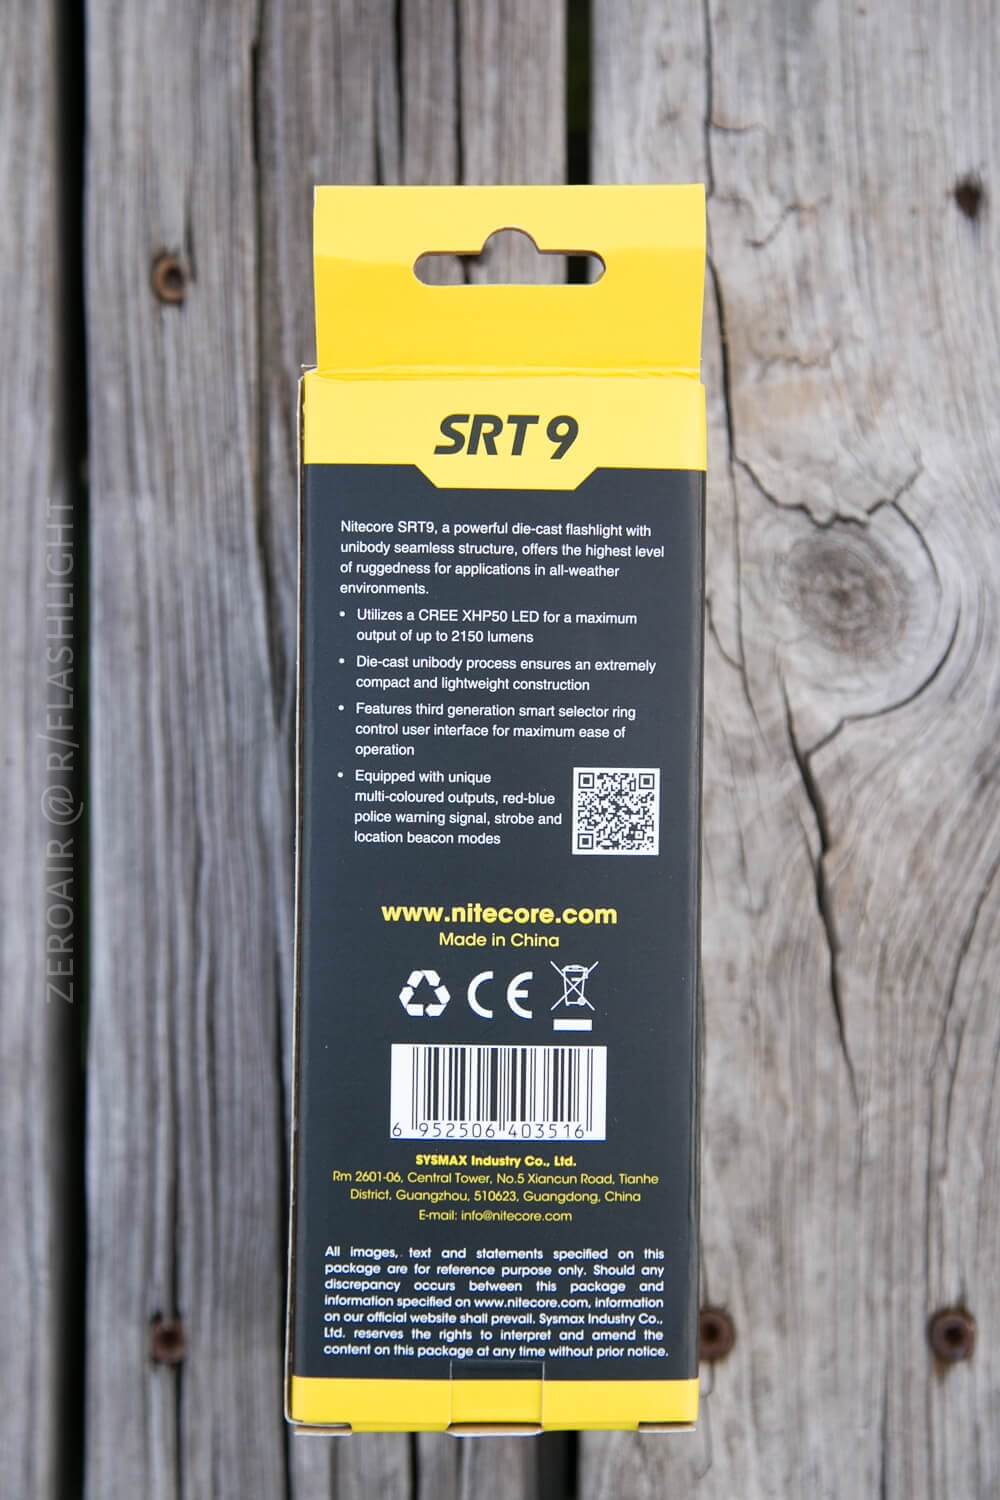 SRT9
Nitecore SRT9, a powerful die-cast flashlight with
unibody seamless structure, offers the highest level
of ruggedness for applications in all-weather
environments.
• Utilizes a CREE XHP50 LED for a maximum
output of up to 2150 lumens
• Die-cast unibody process ensures an extremely
compact and lightweight construction
• Features third generation smart selector ring
control user interface for maximum ease of
operation
• Equipped with unique
multi-coloured outputs, red-blue
police warning signal, strobe and
location beacon modes
www.nitecore.com
Made in China
CE
6 952506 403516
SYSMAX Industry Co., Ltd.
Rm 2601-06, Central Tower, No.5 Xiancun Road, Tianhe
District, Guangzhou, 510623, Guangdong, China
E-mail: info@nitecore.com
All images, text and statements specified on this
package are for reference purpose only. Should any
discrepancy occurs between this package and
information specified on www.nitecore.com, information
on our official website shall prevail. Sysmax Industry Co.,
Ltd. reserves the rights to interpret and amend the
content on this package at any time without prior notice.
ZEROAIR @ R/FLASHLIGHT